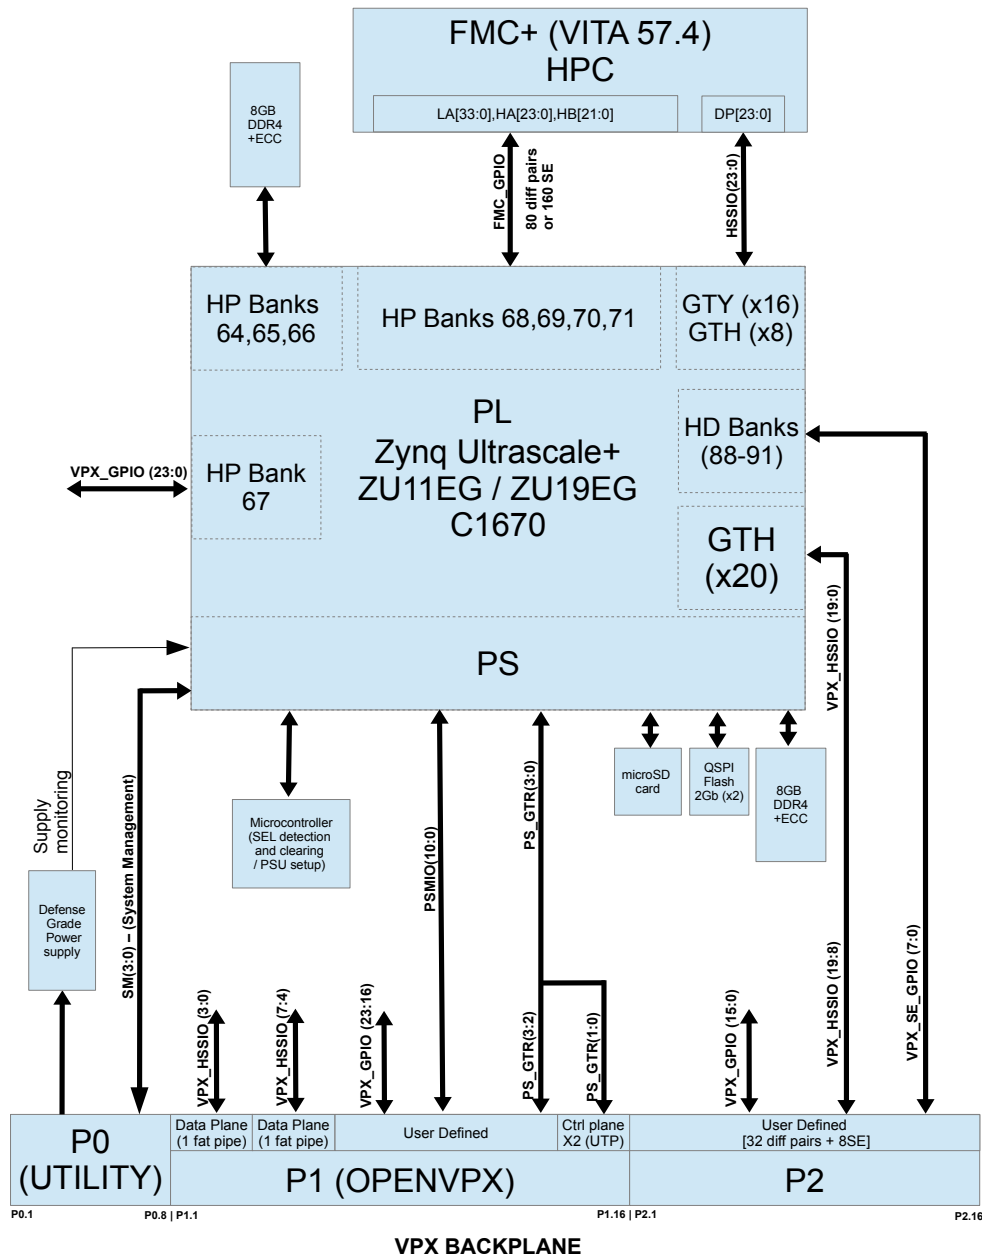 FMC+ (VITA 57.4)
HPC
LA[33:0],HA[23:0],HB[21:0]
DP[23:0]
8GB
DDR4
+ECC
FMC_GPIO
80 diff pairs
or 160 SE
HSSIO(23:0)
HP Banks
64,65,66
HP Banks 68,69,70,71
GTY (x16)
GTH (x8)
PL
Zynq Ultrascale+
ZU11EG / ZU19EG
C1670
HD Banks
(88-91)
VPX_GPIO (23:0)
HP Bank
67
GTH
(x20)
PS
VPX_HSSIO (19:0)
Supply
monitoring
SM(3:0) – (System Management)
Microcontroller
(SEL detection
and clearing
/ PSU setup)
PSMIO(10:0)
PS_GTR(3:0)
microSD
card
QSPI
Flash
2Gb (x2)
8GB
DDR4
+ECC
Defense
Grade
Power
supply
VPX_HSSIO (3:0)
VPX_HSSIO (7:4)
VPX_GPIO (23:16)
PS_GTR(3:2)
PS_GTR(1:0)
VPX_GPIO (15:0)
VPX_HSSIO (19:8)
VPX_SE_GPIO (7:0)
P0
(UTILITY)
Data Plane
(1 fat pipe)
Data Plane
(1 fat pipe)
User Defined
Ctrl plane
X2 (UTP)
User Defined
[32 diff pairs + 8SE]
P1 (OPENVPX)
P2
P0.1
P0.8 | P1.1
P1.16 | P2.1
P2.16
VPX BACKPLANE